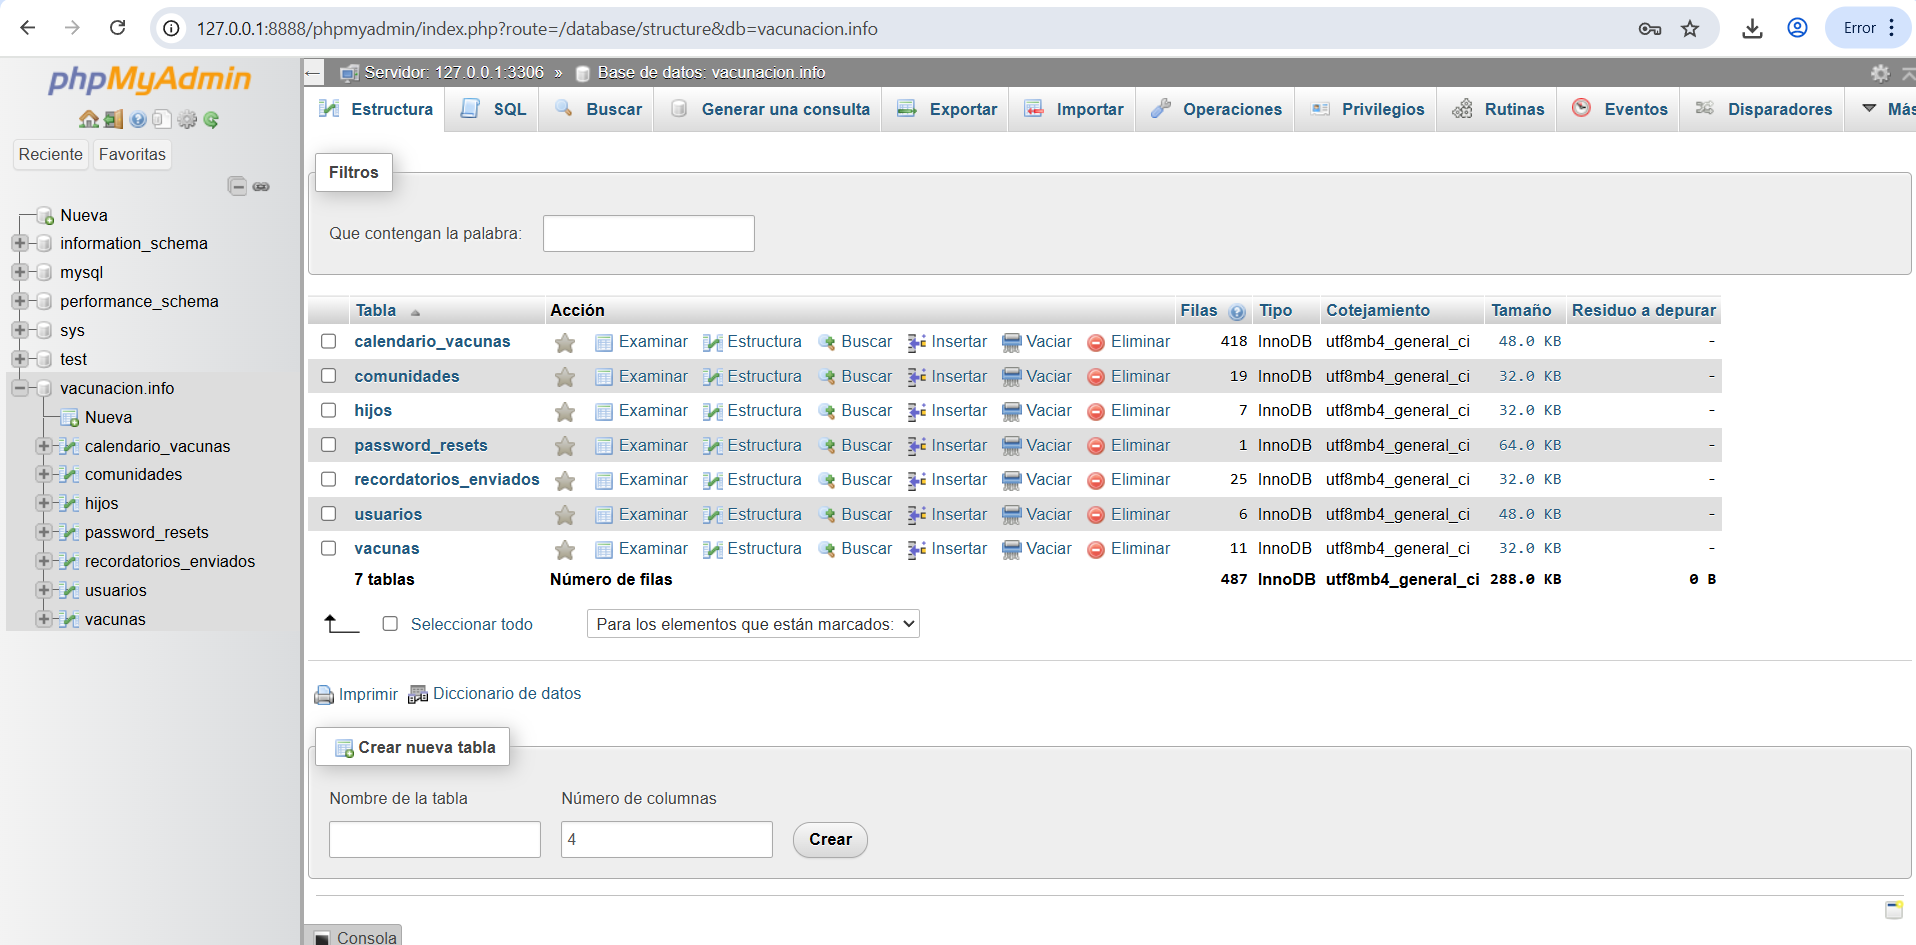 127.0.0.1:8888/phpmyadmin/index.php?route=/database/structure&db=vacunacion.info
Error
phpMyAdmin
Reciente Favoritas
Nueva
information_schema
mysql
performance_schema
sys
test
vacunacion.info
Nueva
calendario_vacunas
comunidades
hijos
password_resets
recordatorios_enviados
usuarios
vacunas
Servidor: 127.0.0.1:3306 » Base de datos: vacunacion.info
Estructura SQL Buscar Generar una consulta Exportar Importar Operaciones Privilegios Rutinas Eventos Disparadores Más
Filtros
Que contengan la palabra:
Tabla Acción Filas Tipo Cotejamiento Tamaño Residuo a depurar
calendario_vacunas Examinar Estructura Buscar Insertar Vaciar Eliminar 418 InnoDB utf8mb4_general_ci 48.0 KB -
comunidades Examinar Estructura Buscar Insertar Vaciar Eliminar 19 InnoDB utf8mb4_general_ci 32.0 KB -
hijos Examinar Estructura Buscar Insertar Vaciar Eliminar 7 InnoDB utf8mb4_general_ci 32.0 KB -
password_resets Examinar Estructura Buscar Insertar Vaciar Eliminar 1 InnoDB utf8mb4_general_ci 64.0 KB -
recordatorios_enviados Examinar Estructura Buscar Insertar Vaciar Eliminar 25 InnoDB utf8mb4_general_ci 32.0 KB -
usuarios Examinar Estructura Buscar Insertar Vaciar Eliminar 6 InnoDB utf8mb4_general_ci 48.0 KB -
vacunas Examinar Estructura Buscar Insertar Vaciar Eliminar 11 InnoDB utf8mb4_general_ci 32.0 KB -
7 tablas Número de filas 487 InnoDB utf8mb4_general_ci 288.0 KB 0 B
Seleccionar todo Para los elementos que están marcados:
Imprimir Diccionario de datos
Crear nueva tabla
Nombre de la tabla Número de columnas
4 Crear
Consola